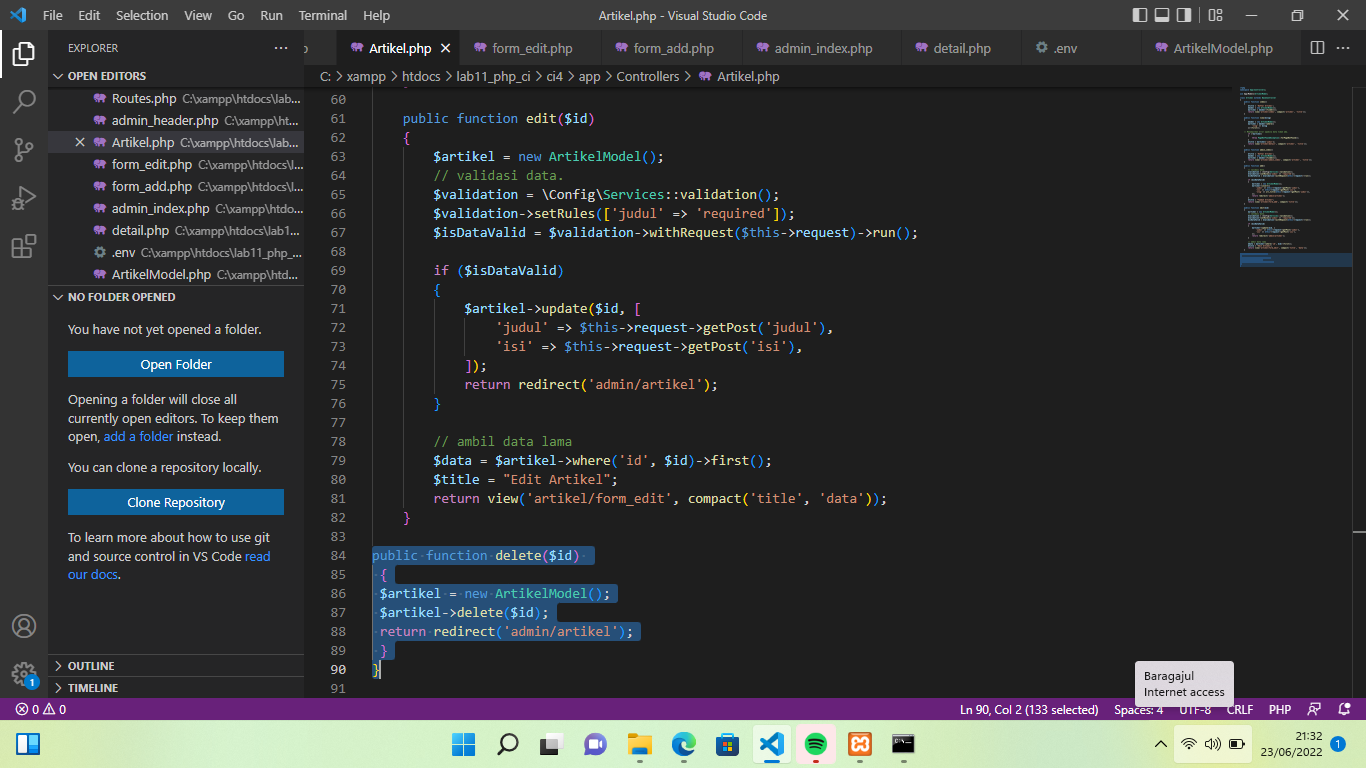 File Edit Selection View Go Run Terminal Help Artikel.php - Visual Studio Code
EXPLORER
Artikel.php form_edit.php form_add.php admin_index.php detail.php .env ArtikelModel.php
C: > xampp > htdocs > lab11_php_ci > ci4 > app > Controllers > Artikel.php
OPEN EDITORS
Routes.php C:\xampp\htdocs\lab...
admin_header.php C:\xampp\ht...
Artikel.php C:\xampp\htdocs\lab...
form_edit.php C:\xampp\htdocs\l...
form_add.php C:\xampp\htdocs\l...
admin_index.php C:\xampp\htdo...
detail.php C:\xampp\htdocs\lab1...
.env C:\xampp\htdocs\lab11_php_...
ArtikelModel.php C:\xampp\htd...
NO FOLDER OPENED
You have not yet opened a folder.
Open Folder
Opening a folder will close all
currently open editors. To keep them
open, add a folder instead.
You can clone a repository locally.
Clone Repository
To learn more about how to use git
and source control in VS Code read
our docs.
OUTLINE
TIMELINE
60
61 public function edit($id)
62 {
63 $artikel = new ArtikelModel();
64 // validasi data.
65 $validation = \Config\Services::validation();
66 $validation->setRules(['judul' => 'required']);
67 $isDataValid = $validation->withRequest($this->request)->run();
68
69 if ($isDataValid)
70 {
71 $artikel->update($id, [
72 'judul' => $this->request->getPost('judul'),
73 'isi' => $this->request->getPost('isi'),
74 ]);
75 return redirect('admin/artikel');
76 }
77
78 // ambil data lama
79 $data = $artikel->where('id', $id)->first();
80 $title = "Edit Artikel";
81 return view('artikel/form_edit', compact('title', 'data'));
82 }
83
84 public function delete($id)
85 {
86 $artikel = new ArtikelModel();
87 $artikel->delete($id);
88 return redirect('admin/artikel');
89 }
90 }
91
Baragajul
Internet access
1
0 0 Ln 90, Col 2 (133 selected) Spaces: 4 UTF-8 CRLF PHP
21:32
23/06/2022
1